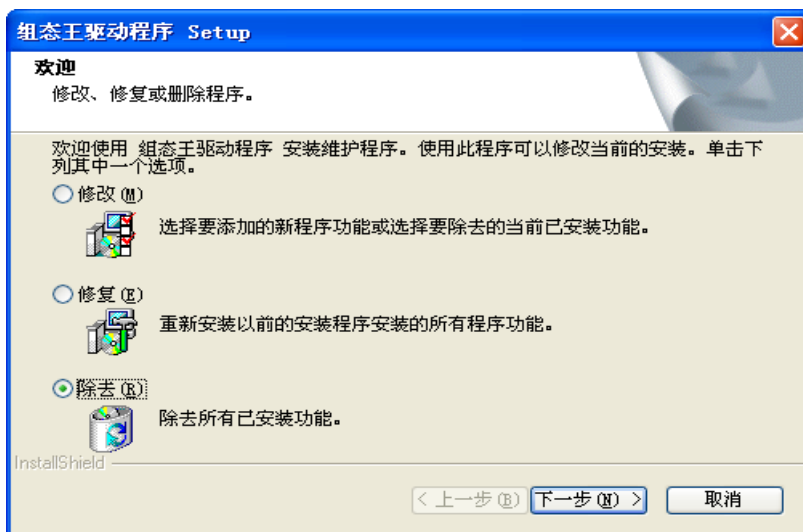 组态王驱动程序 Setup
欢迎
修改、修复或删除程序。
欢迎使用 组态王驱动程序 安装维护程序。使用此程序可以修改当前的安装。单击下
列其中一个选项。
修改(M)
选择要添加的新程序功能或选择要除去的当前已安装功能。
修复(E)
重新安装以前的安装程序安装的所有程序功能。
除去(R)
除去所有已安装功能。
InstallShield
< 上一步(B) 下一步(N) > 取消